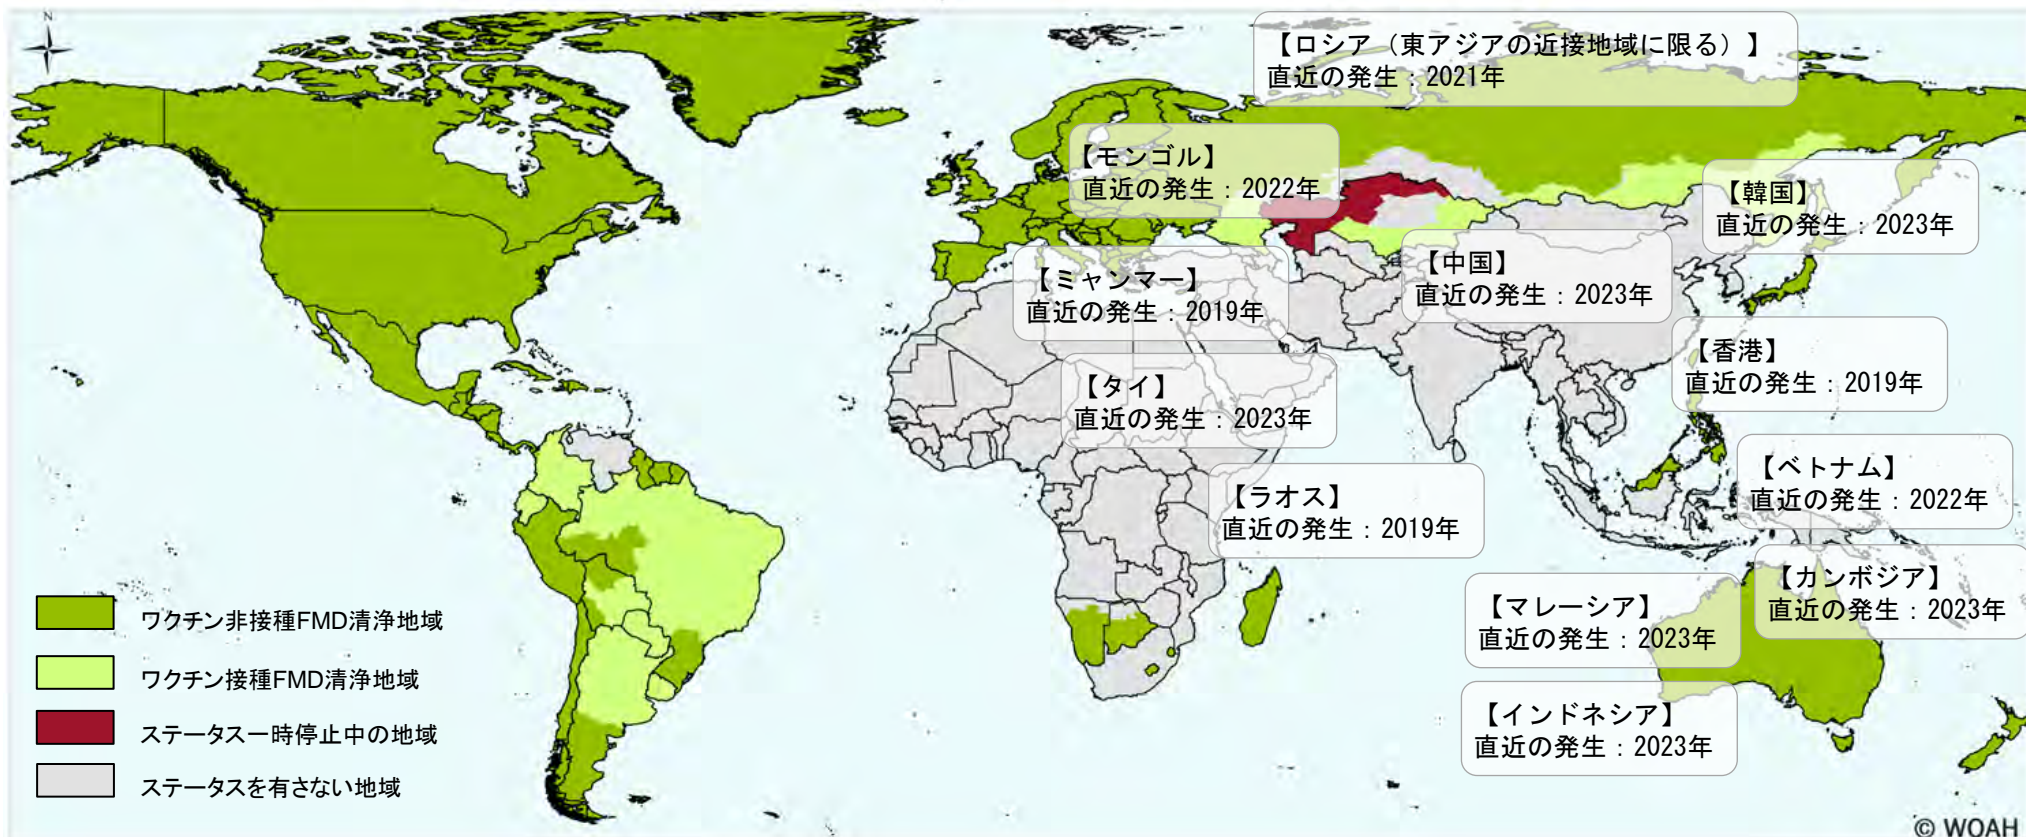 N
【ロシア（東アジアの近接地域に限る）】
直近の発生：2021年
【モンゴル】
直近の発生：2022年
【韓国】
直近の発生：2023年
【ミャンマー】
直近の発生：2019年
【中国】
直近の発生：2023年
【香港】
直近の発生：2019年
【タイ】
直近の発生：2023年
【ベトナム】
直近の発生：2022年
【ラオス】
直近の発生：2019年
【カンボジア】
直近の発生：2023年
【マレーシア】
直近の発生：2023年
【インドネシア】
直近の発生：2023年
ワクチン非接種FMD清浄地域
ワクチン接種FMD清浄地域
ステータス一時停止中の地域
ステータスを有さない地域
© WOAH